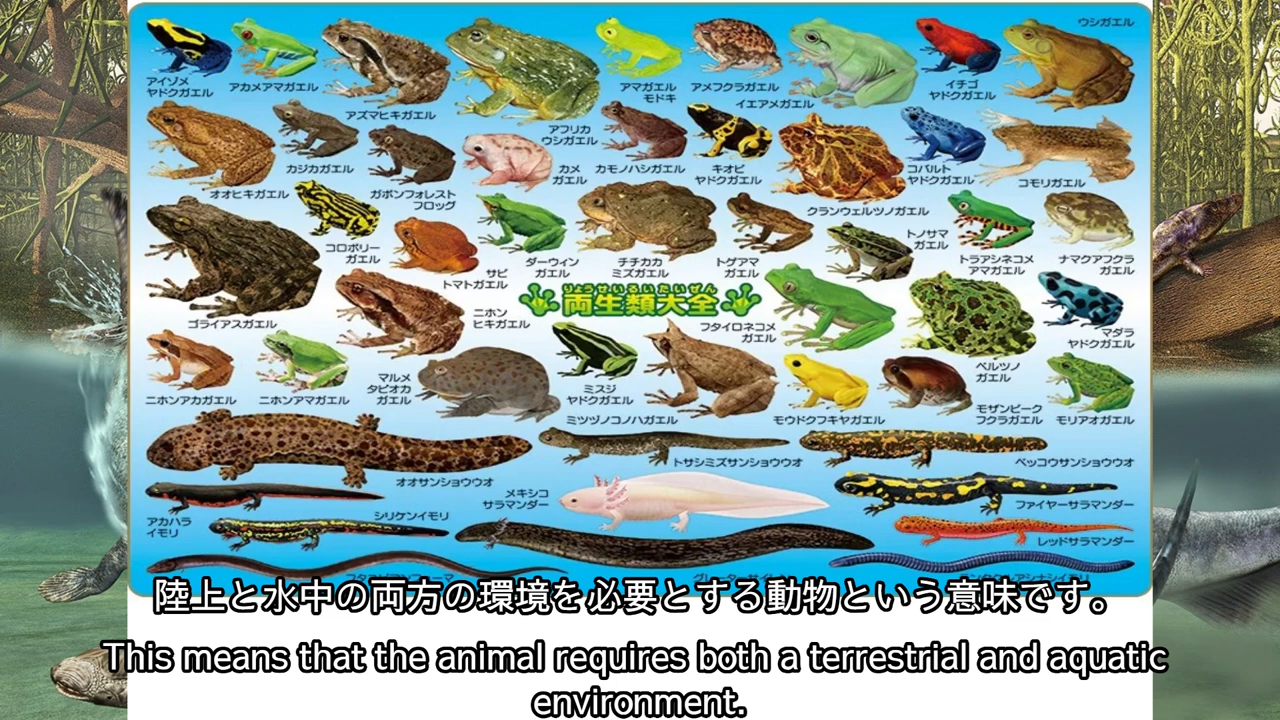 ウシガエル
アイゾメ
ヤドクガエル
アカメアマガエル
アズマヒキガエル
アマガエル
モドキ
アメフクラガエル
イエアメガエル
イチゴ
ヤドクガエル
アフリカ
ウシガエル
カジカガエル
カメ
ガエル
カモノハシガエル
キオビ
ヤドクガエル
コバルト
ヤドクガエル
コモリガエル
オオヒキガエル
ガボンフォレスト
フロッグ
クランウェルツノガエル
コロボリー
ガエル
サビ
トマトガエル
ダーウィン
ガエル
チチカカ
ミズガエル
トゲアマ
ガエル
トノサマ
ガエル
トラアシネコメ
アマガエル
ナマクアフクラ
ガエル
りょうせいるいたいぜん
両生類大全
ゴライアスガエル
ニホン
ヒキガエル
フタイロネコメ
ガエル
マダラ
ヤドクガエル
ニホンアカガエル
ニホンアマガエル
マルメ
タピオカ
ガエル
ミスジ
ヤドクガエル
ミツヅノコノハガエル
モウドクフキヤガエル
ベルツノ
ガエル
モザンビーク
フクラガエル
モリアオガエル
オオサンショウウオ
トサシミズサンショウウオ
ベッコウサンショウウオ
アカハラ
イモリ
シリケンイモリ
メキシコ
サラマンダー
ファイヤーサラマンダー
レッドサラマンダー
陸上と水中の両方の環境を必要とする動物という意味です。
This means that the animal requires both a terrestrial and aquatic
environment.